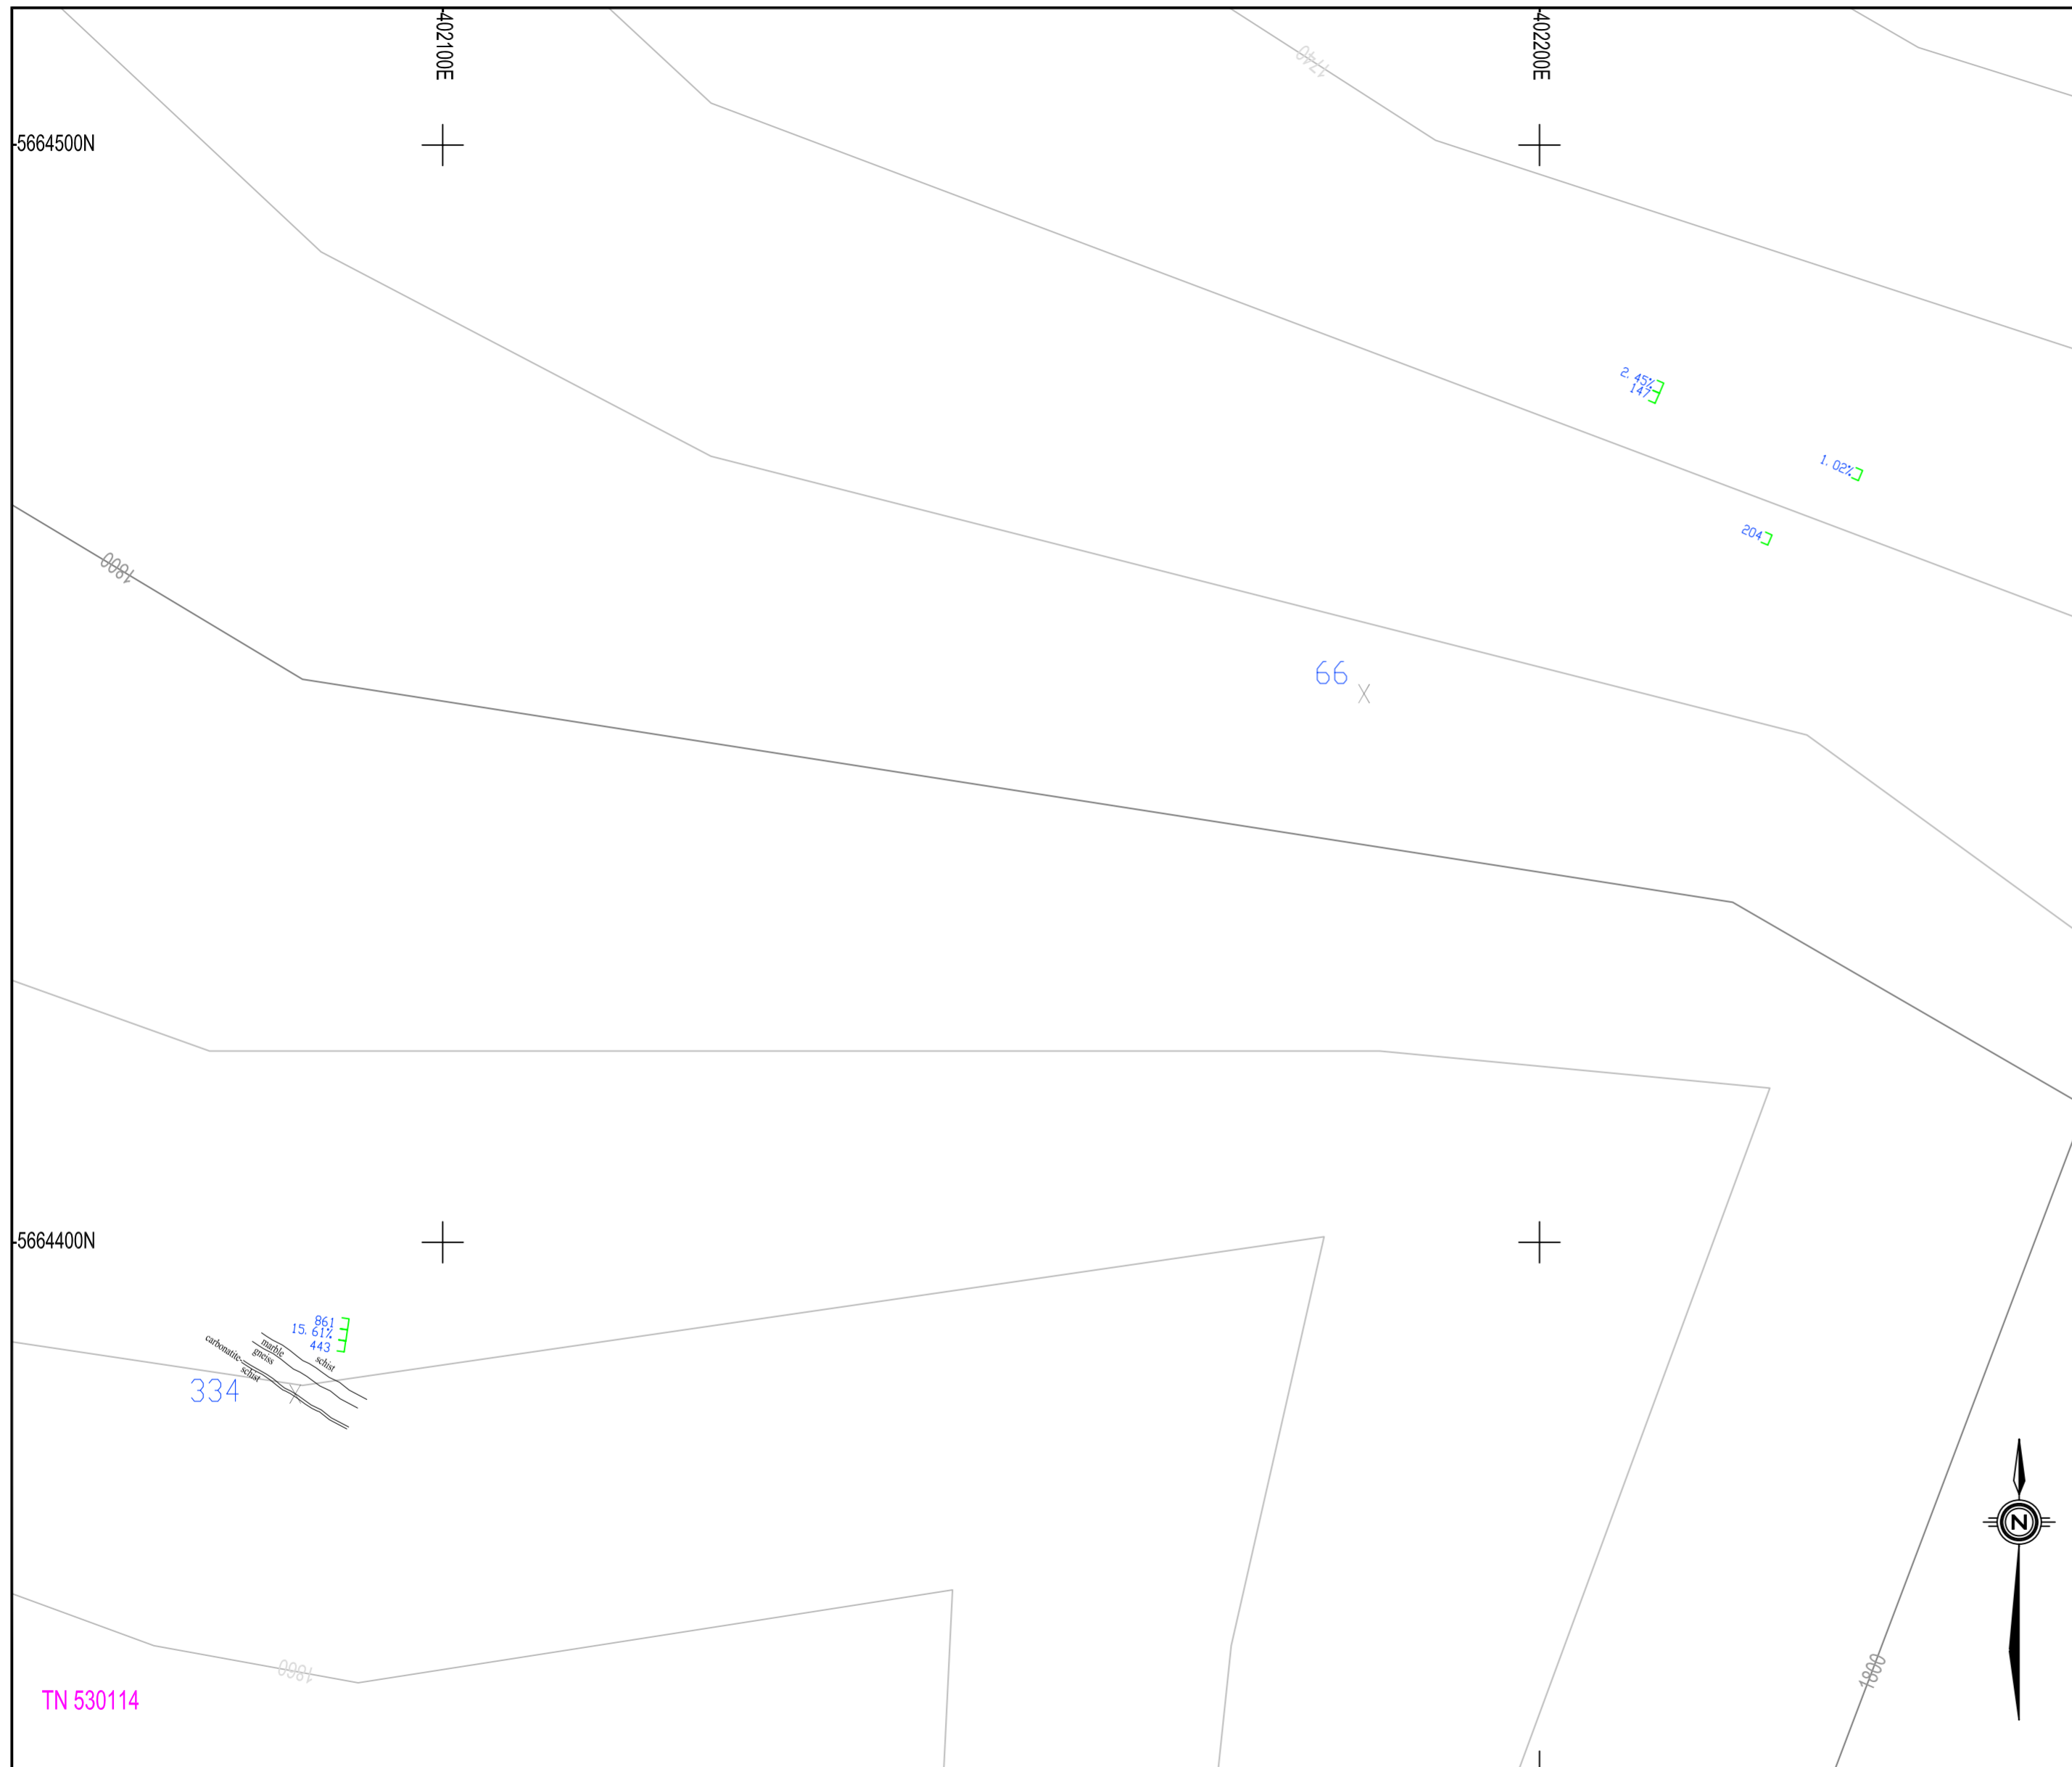 402100E
402200E
1740
5664500N
2.45%
147
1.02%
204
1800
66
5664400N
861
15.61%
443
carbonatite
marble
gneiss
schist
schist
334
N
1860
1800
TN 530114